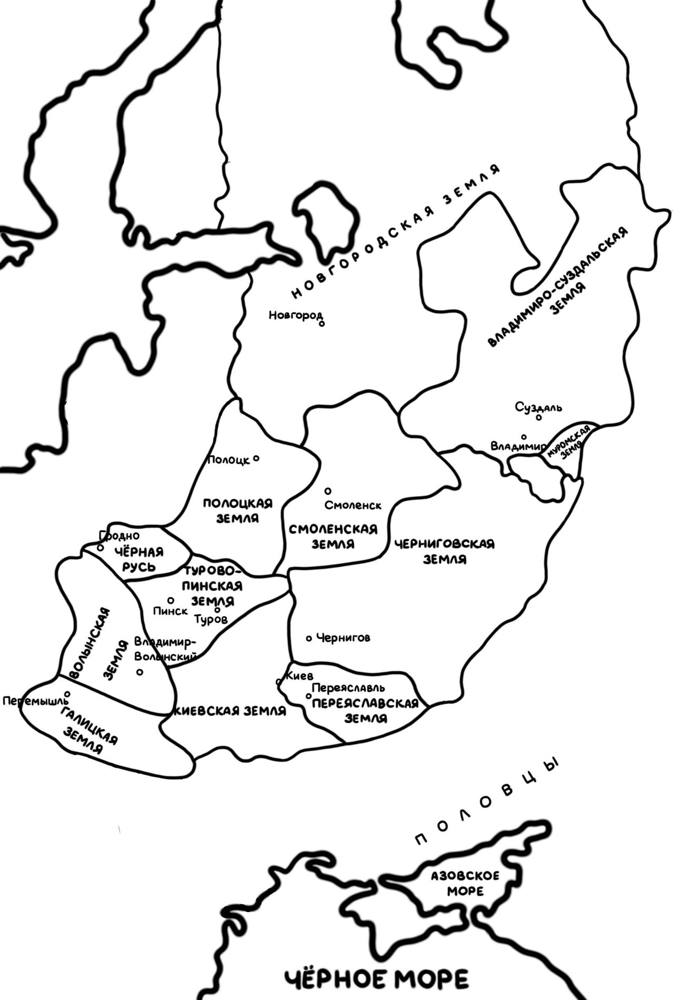 НОВГОРОДСКАЯ ЗЕМЛЯ
ВЛАДИМИРО-СУЗДАЛЬСКАЯ
ЗЕМЛЯ
Новгород
Суздаль
Владимир
МУРОМСКАЯ
ЗЕМЛЯ
Полоцк
ПОЛОЦКАЯ
ЗЕМЛЯ
Смоленск
СМОЛЕНСКАЯ
ЗЕМЛЯ
ЧЕРНИГОВСКАЯ
ЗЕМЛЯ
Гродно
ЧЁРНАЯ
РУСЬ
ТУРОВО-
ПИНСКАЯ
ЗЕМЛЯ
Пинск
Туров
ВОЛЫНСКАЯ
ЗЕМЛЯ
Владимир-
Волынский
Чернигов
Киев
Переяславль
ПЕРЕЯСЛАВСКАЯ
ЗЕМЛЯ
КИЕВСКАЯ ЗЕМЛЯ
Перемышль
ГАЛИЦКАЯ
ЗЕМЛЯ
ПОЛОВЦЫ
АЗОВСКОЕ
МОРЕ
ЧЁРНОЕ МОРЕ